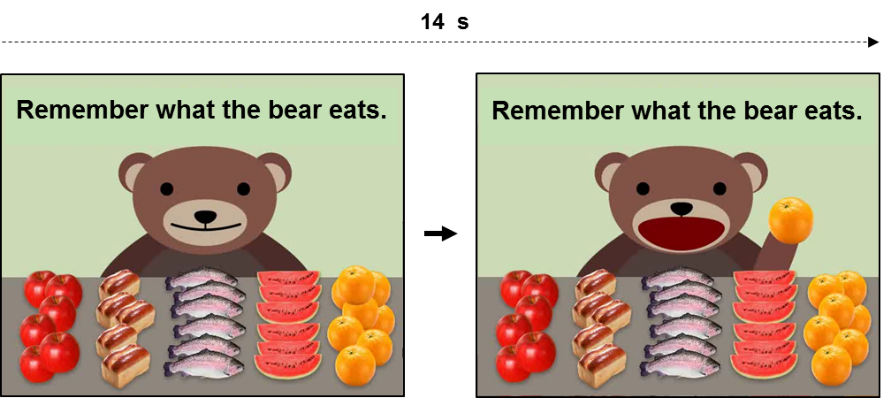 14 s
Remember what the bear eats.
Remember what the bear eats.